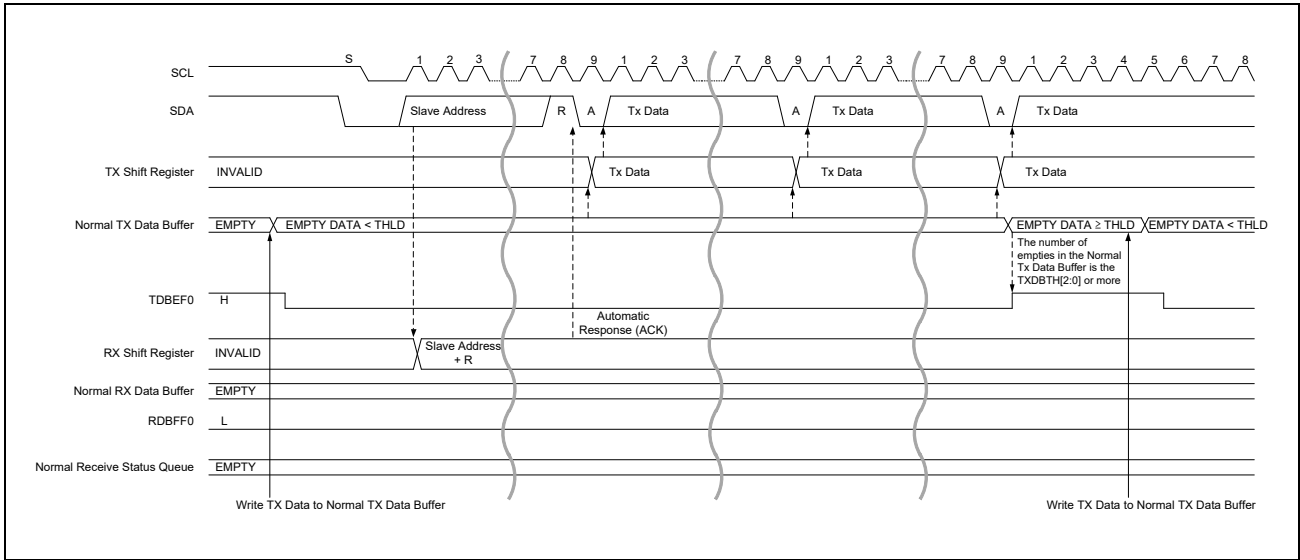 S 1 2 3 7 8 9 1 2 3 7 8 9 1 2 3 7 8 9 1 2 3 4 5 6 7 8
SCL
SDA Slave Address R A Tx Data A Tx Data A Tx Data
TX Shift Register INVALID Tx Data Tx Data Tx Data
Normal TX Data Buffer EMPTY EMPTY DATA < THLD EMPTY DATA ≥ THLD EMPTY DATA < THLD
The number of
empties in the Normal
Tx Data Buffer is the
TXDBTH[2:0] or more
TDBEF0 H
Automatic
Response (ACK)
RX Shift Register INVALID Slave Address
+ R
Normal RX Data Buffer EMPTY
RDBFF0 L
Normal Receive Status Queue EMPTY
Write TX Data to Normal TX Data Buffer Write TX Data to Normal TX Data Buffer